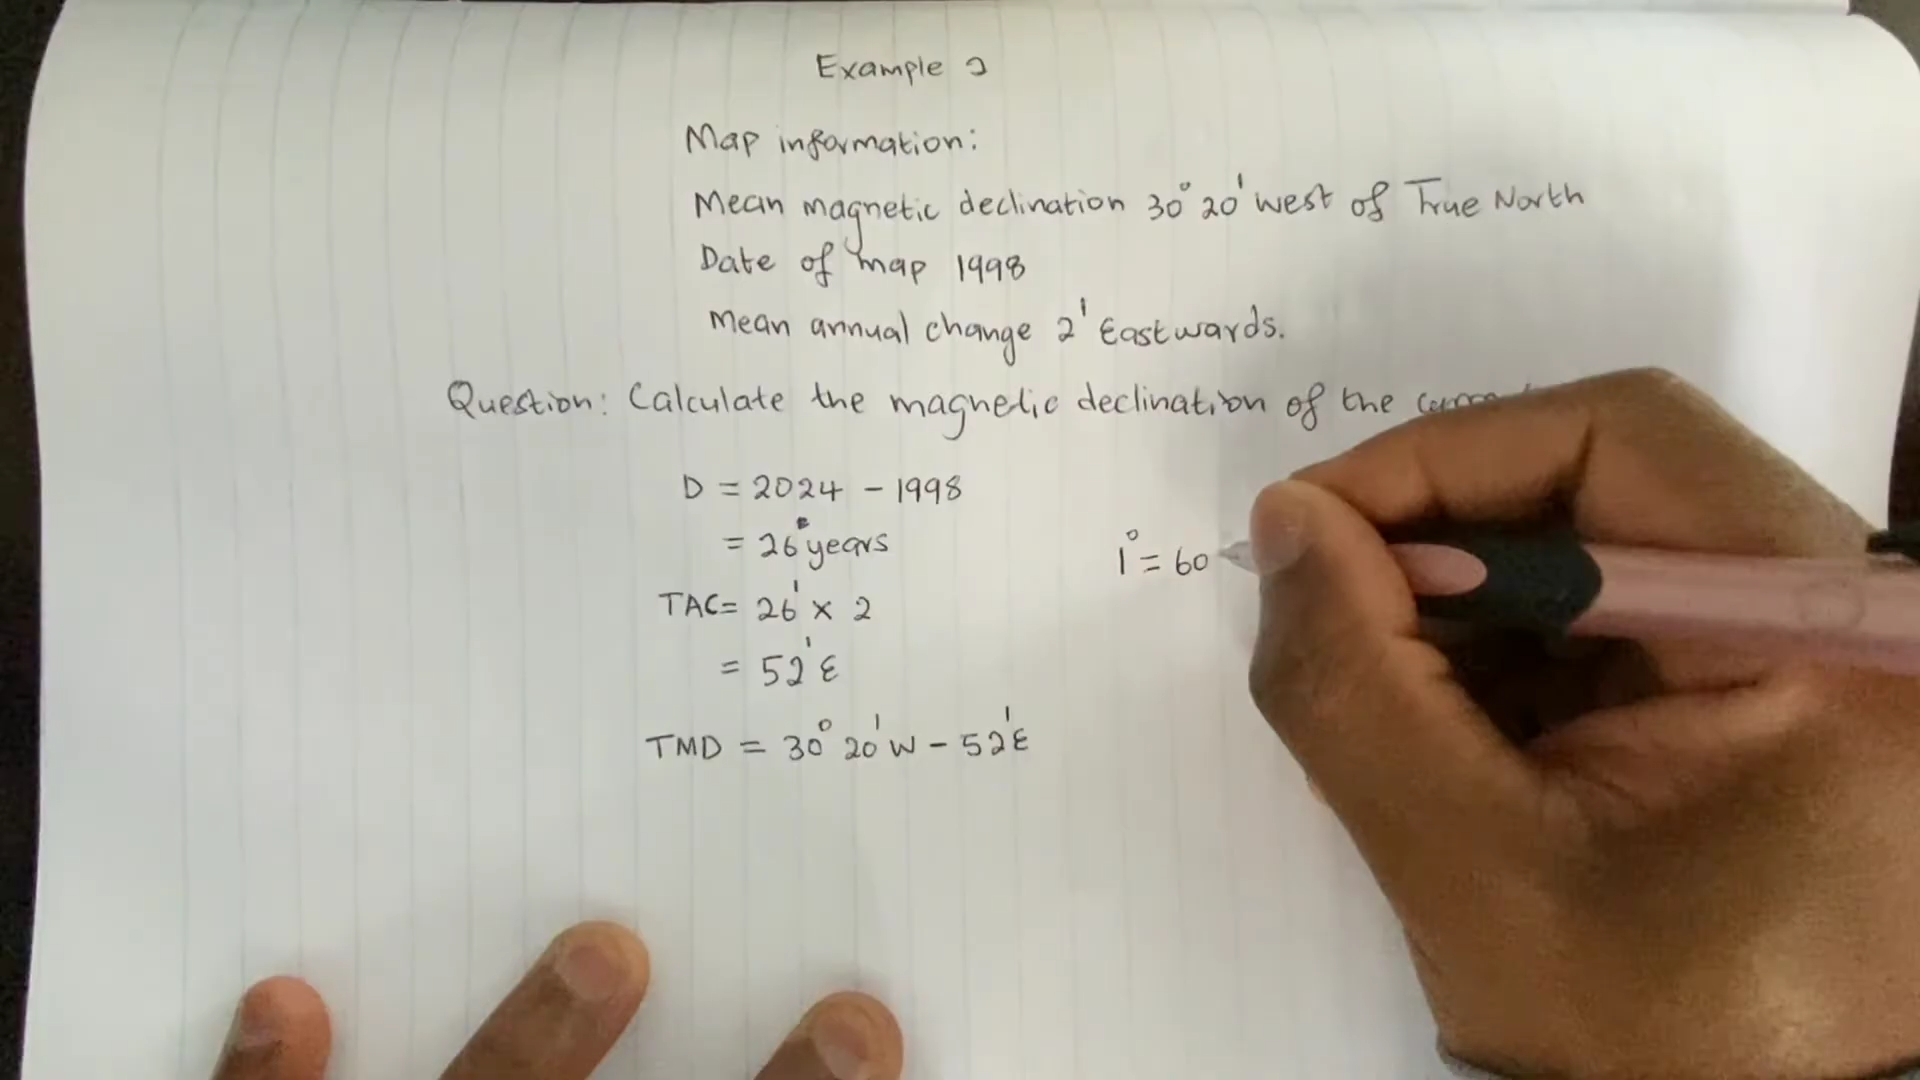 Example 2
Map information:
Mean magnetic declination 30° 20' west of True North
Date of map 1998
Mean annual change 2' Eastwards.
Question: Calculate the magnetic declination of the
D = 2024 - 1998
= 26 years
1° = 60
TAC = 26' x 2
= 52' E
TMD = 30° 20' W - 52' E